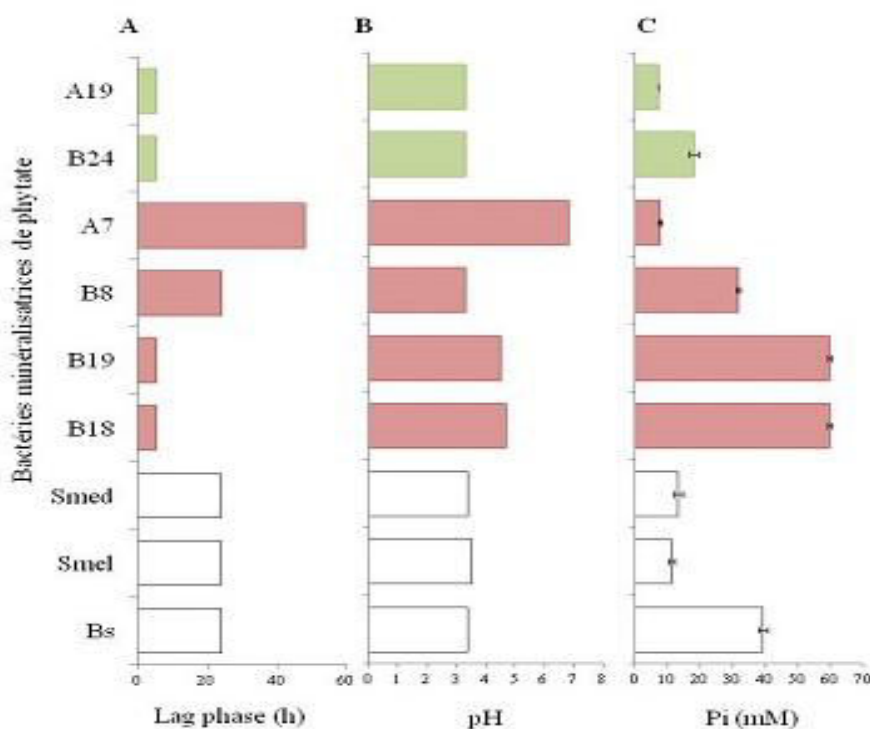 A B C
Bactéries minéralisatrices de phytate
A19
B24
A7
B8
B19
B18
Smed
Smel
Bs
0 20 40 60
0 1 2 3 4 5 6 7 8
0 10 20 30 40 50 60 70
Lag phase (h) pH Pi (mM)